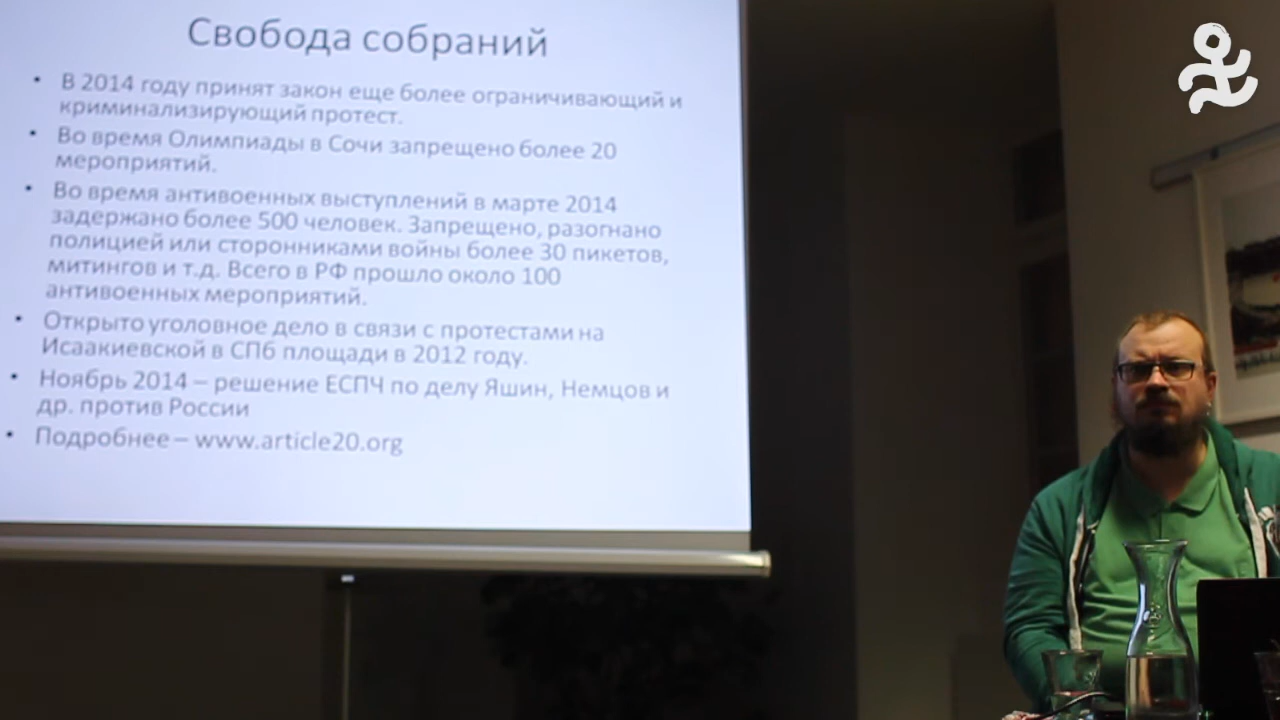 Свобода собраний
• В 2014 году принят закон еще более ограничивающий и
криминализирующий протест.
• Во время Олимпиады в Сочи запрещено более 20
мероприятий.
• Во время антивоенных выступлений в марте 2014
задержано более 500 человек. Запрещено, разогнано
полицией или сторонниками войны более 30 пикетов,
митингов и т.д. Всего в РФ прошло около 100
антивоенных мероприятий.
• Открыто уголовное дело в связи с протестами на
Исаакиевской в СПб площади в 2012 году.
• Ноябрь 2014 – решение ЕСПЧ по делу Яшин, Немцов и
др. против России
• Подробнее – www.article20.org